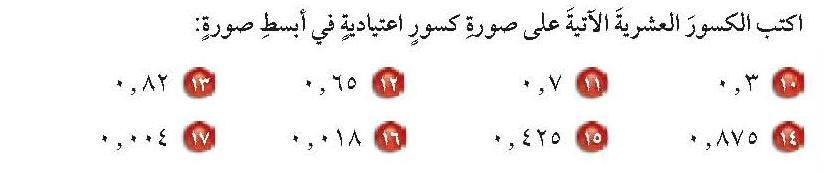 اكتب الكسورَ العشريةَ الآتيةَ على صورةِ كسورٍ اعتياديةٍ في أبسطِ صورةٍ:
١٠ ٠,٣ ١١ ٠,٧ ١٢ ٠,٦٥ ١٣ ٠,٨٢
١٤ ٠,٨٧٥ ١٥ ٠,٤٢٥ ١٦ ٠,٠١٨ ١٧ ٠,٠٠٤